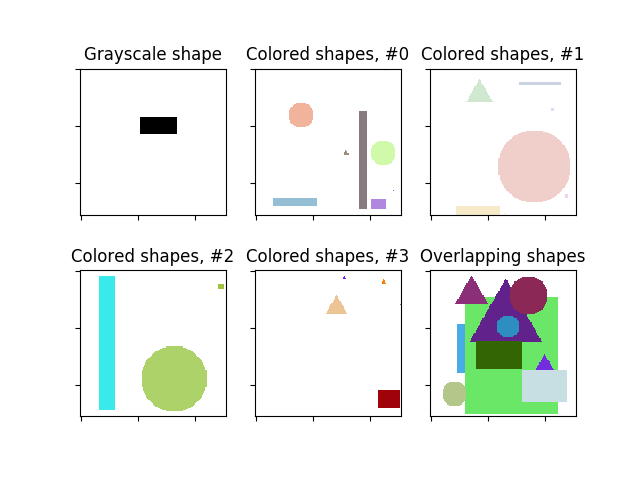 Grayscale shape
Colored shapes, #0
Colored shapes, #1
Colored shapes, #2
Colored shapes, #3
Overlapping shapes